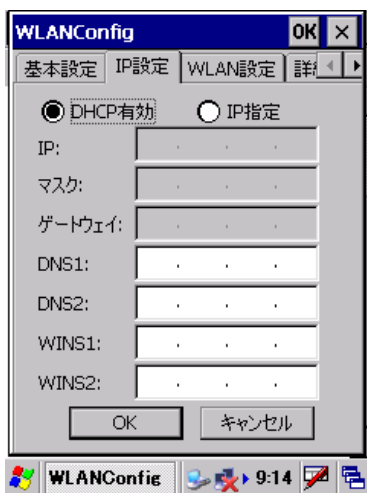 WLANConfig OK ×
基本設定 IP設定 WLAN設定 詳
DHCP有効 IP指定
IP:
マスク:
ゲートウェイ:
DNS1:
DNS2:
WINS1:
WINS2:
OK キャンセル
WLANConfig 9:14